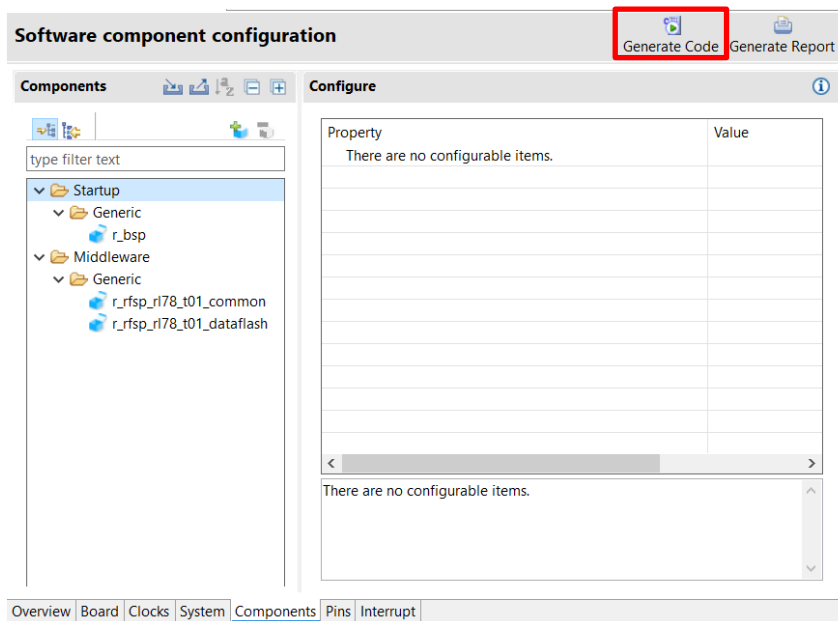 Software component configuration
Generate Code
Generate Report
Components
Configure
type filter text
Property
Value
There are no configurable items.
Startup
Generic
r_bsp
Middleware
Generic
r_rfsp_rl78_t01_common
r_rfsp_rl78_t01_dataflash
There are no configurable items.
Overview
Board
Clocks
System
Components
Pins
Interrupt